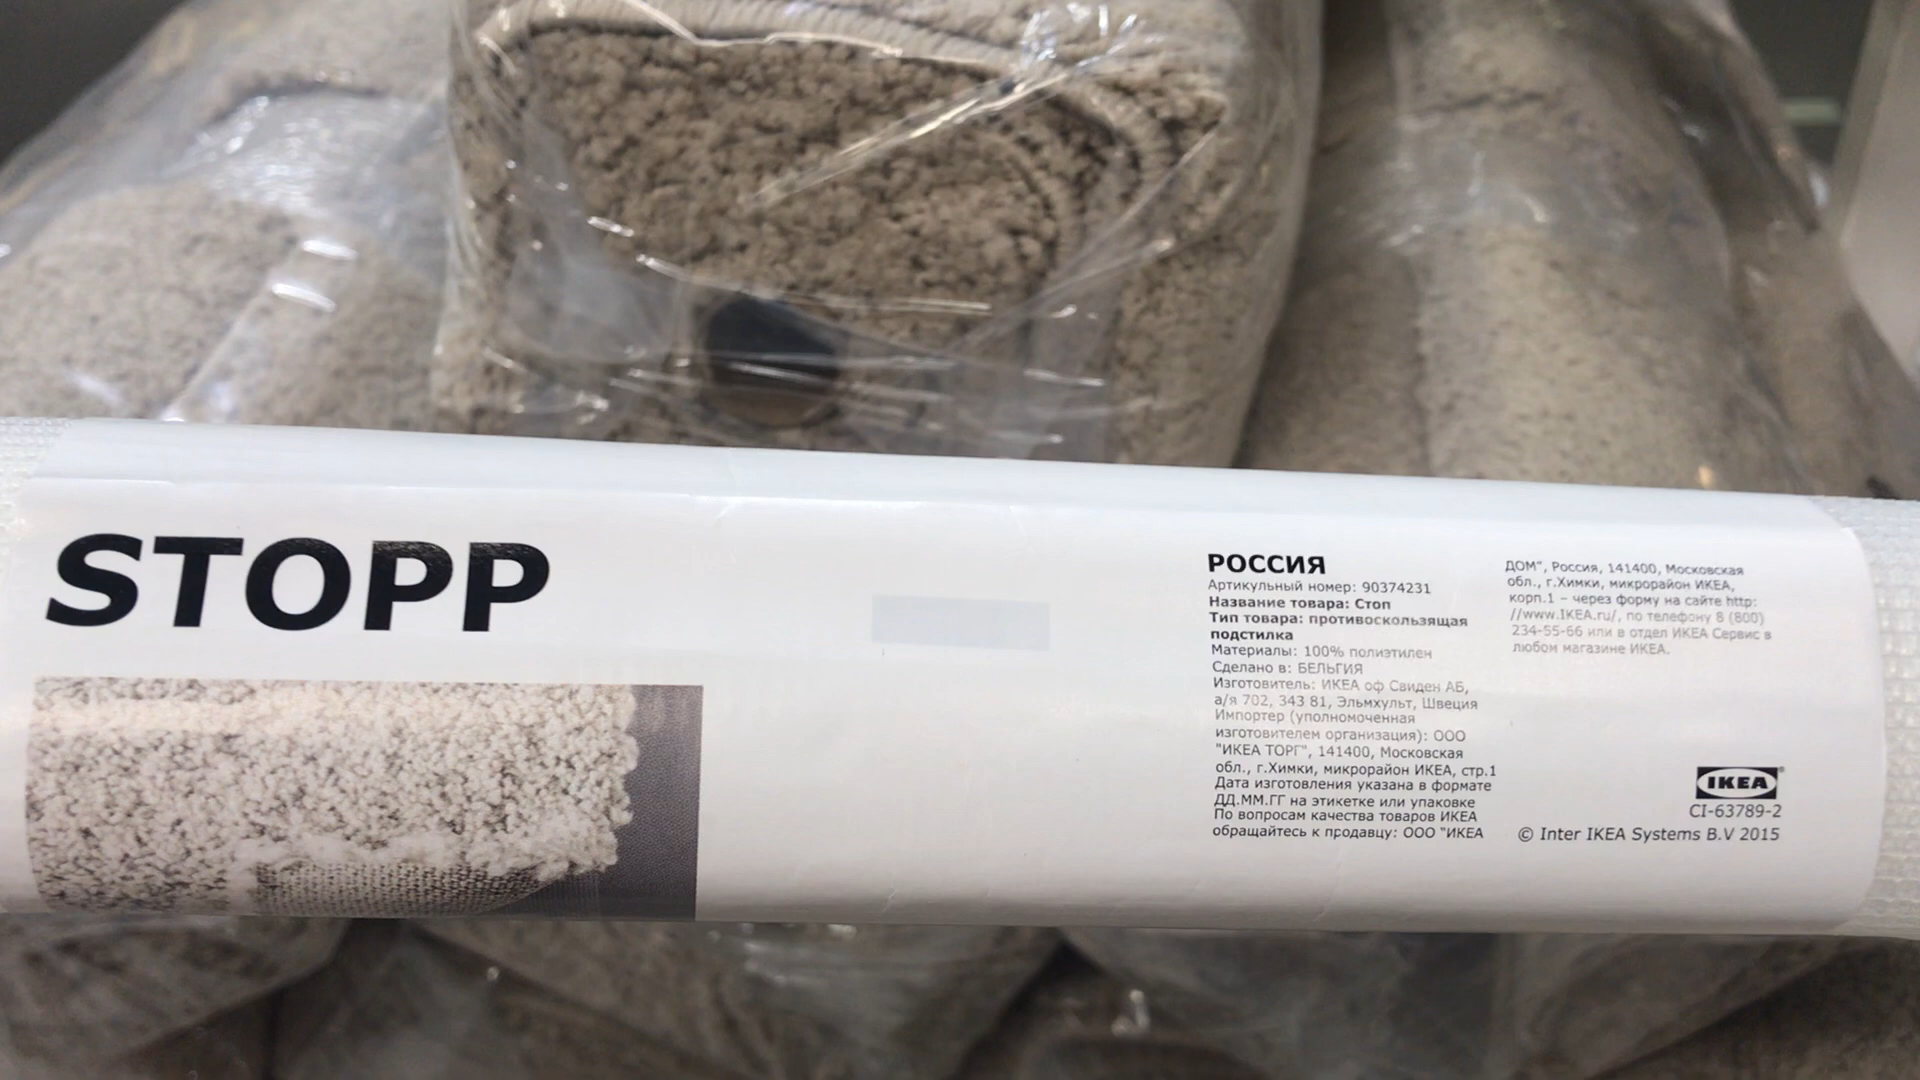 STOPP
РОССИЯ
Артикульный номер: 90374231
Название товара: Стоп
Тип товара: противоскользящая
подстилка
Материалы: 100% полиэтилен
Сделано в: БЕЛЬГИЯ
Изготовитель: ИКЕА оф Свиден АБ,
а/я 702, 343 81, Эльмхульт, Швеция
Импортер (уполномоченная
изготовителем организация): ООО
"ИКЕА ТОРГ", 141400, Московская
обл., г.Химки, микрорайон ИКЕА, стр.1
Дата изготовления указана в формате
ДД.ММ.ГГ на этикетке или упаковке
По вопросам качества товаров ИКЕА
обращайтесь к продавцу: ООО "ИКЕА
ДОМ", Россия, 141400, Московская
обл., г.Химки, микрорайон ИКЕА,
корп.1 – через форму на сайте http:
//www.IKEA.ru/, по телефону 8 (800)
234-55-66 или в отдел ИКЕА Сервис в
любом магазине ИКЕА.
IKEA
CI-63789-2
© Inter IKEA Systems B.V 2015